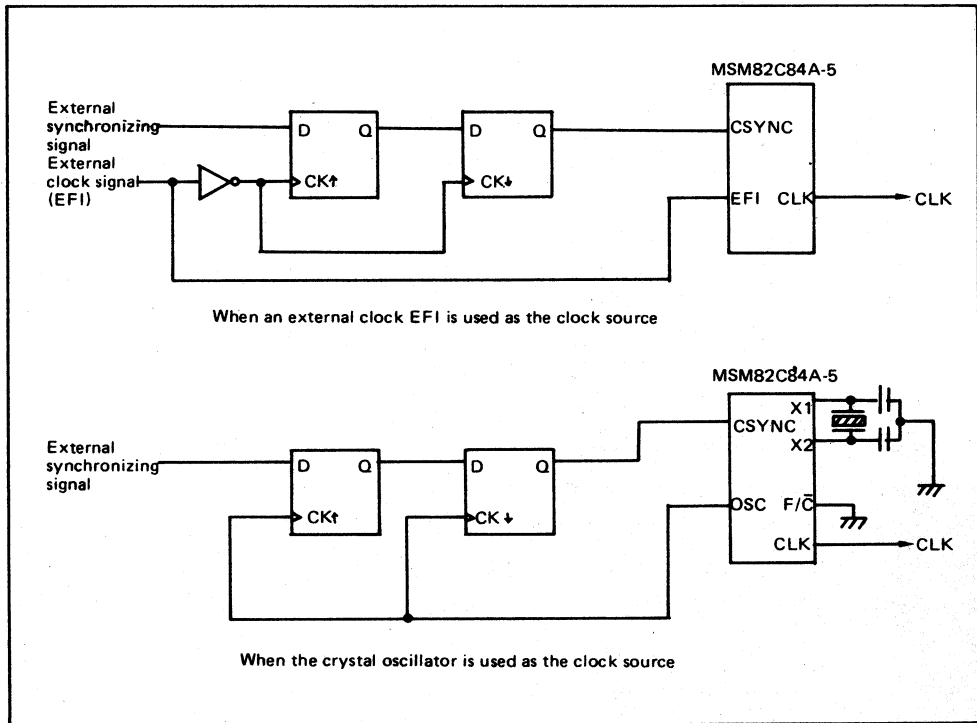 MSM82C84A-5
External
synchronizing
signal
External
clock signal
(EFI)
D Q
CK↑
D Q
CK↓
CSYNC
EFI CLK
CLK
When an external clock EFI is used as the clock source
MSM82C84A-5
External
synchronizing
signal
D Q
CK↑
D Q
CK↓
X1
CSYNC
X2
OSC F/C̅
CLK
CLK
When the crystal oscillator is used as the clock source